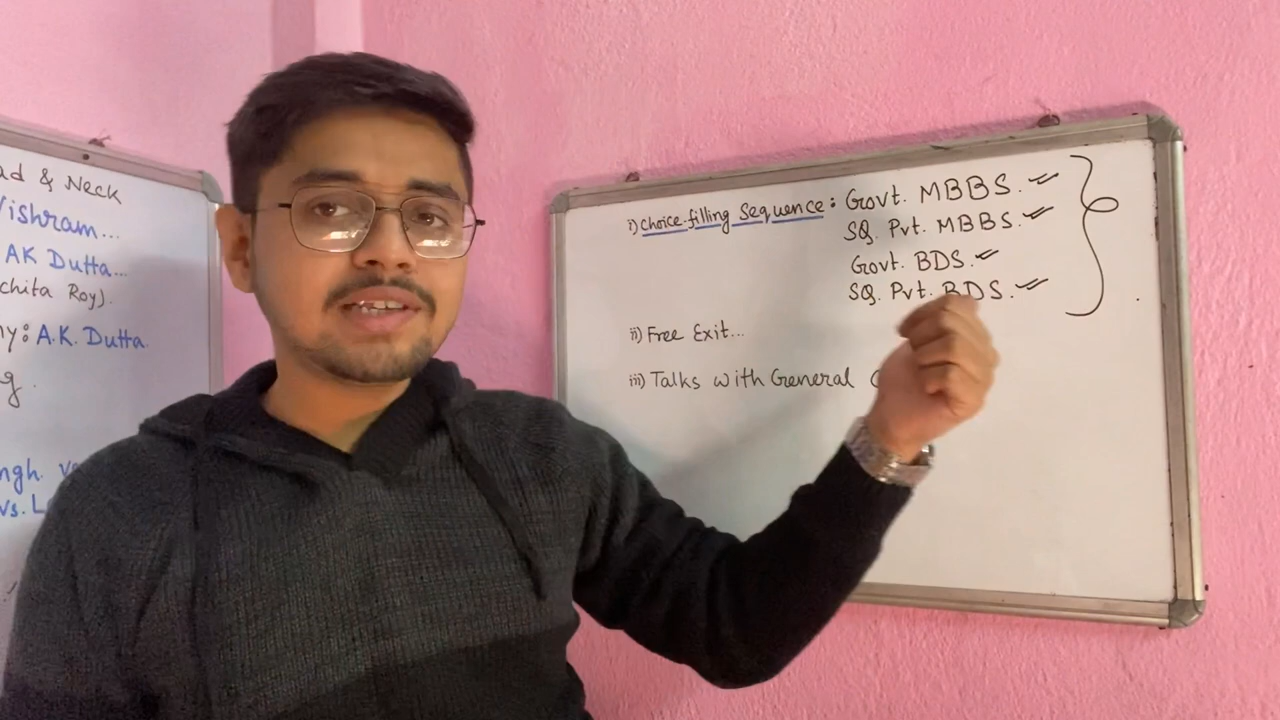 ad & Neck
Vishram...
AK Dutta...
chita Roy).
ny: A.K. Dutta.
g.
ngh. v
vs. L
i) Choice-filling Sequence: Govt. MBBS.
SQ. Pvt. MBBS.
Govt. BDS.
SQ. Pvt. BDS.
ii) Free Exit...
iii) Talks with General